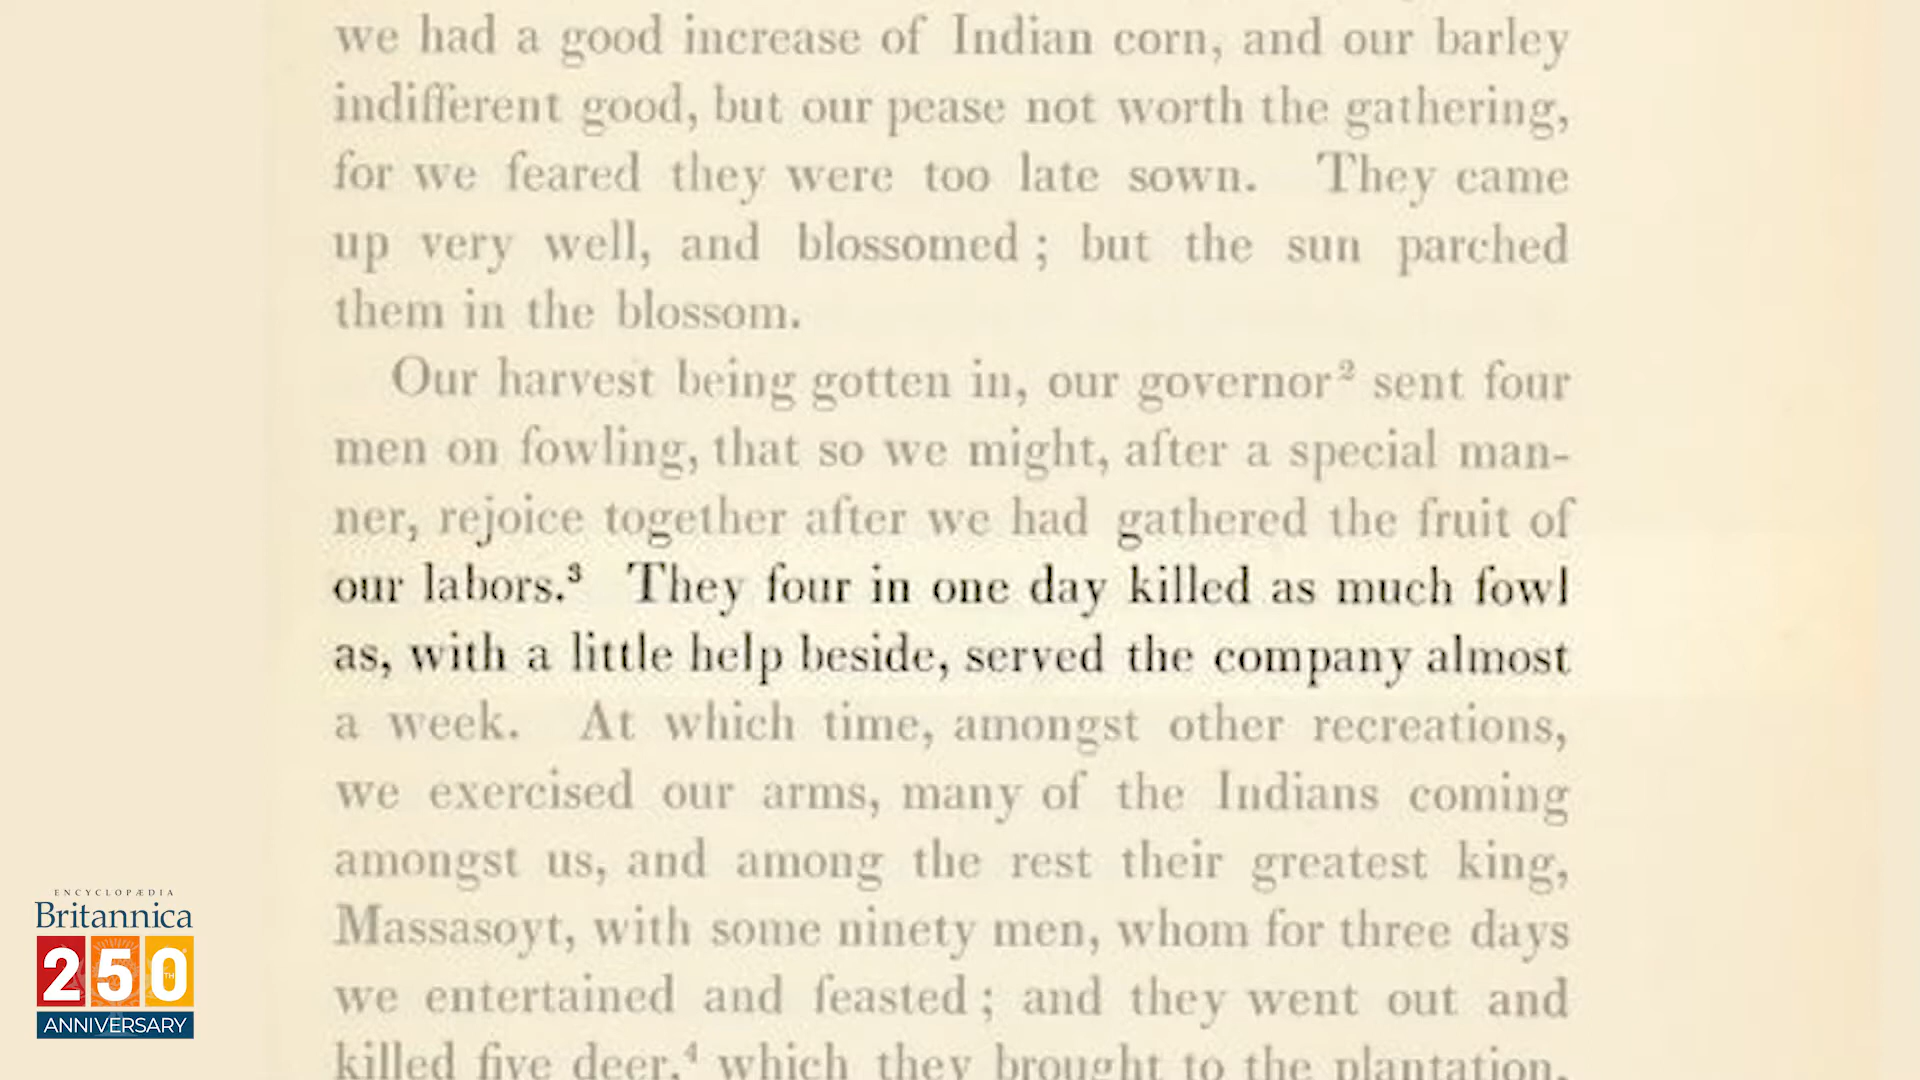 we had a good increase of Indian corn, and our barley
indifferent good, but our pease not worth the gathering,
for we feared they were too late sown. They came
up very well, and blossomed ; but the sun parched
them in the blossom.
Our harvest being gotten in, our governor² sent four
men on fowling, that so we might, after a special man-
ner, rejoice together after we had gathered the fruit of
our labors.³ They four in one day killed as much fowl
as, with a little help beside, served the company almost
a week. At which time, amongst other recreations,
we exercised our arms, many of the Indians coming
amongst us, and among the rest their greatest king,
Massasoyt, with some ninety men, whom for three days
we entertained and feasted ; and they went out and
killed five deer,⁴ which they brought to the plantation,
ENCYCLOPÆDIA
Britannica
250TH
ANNIVERSARY